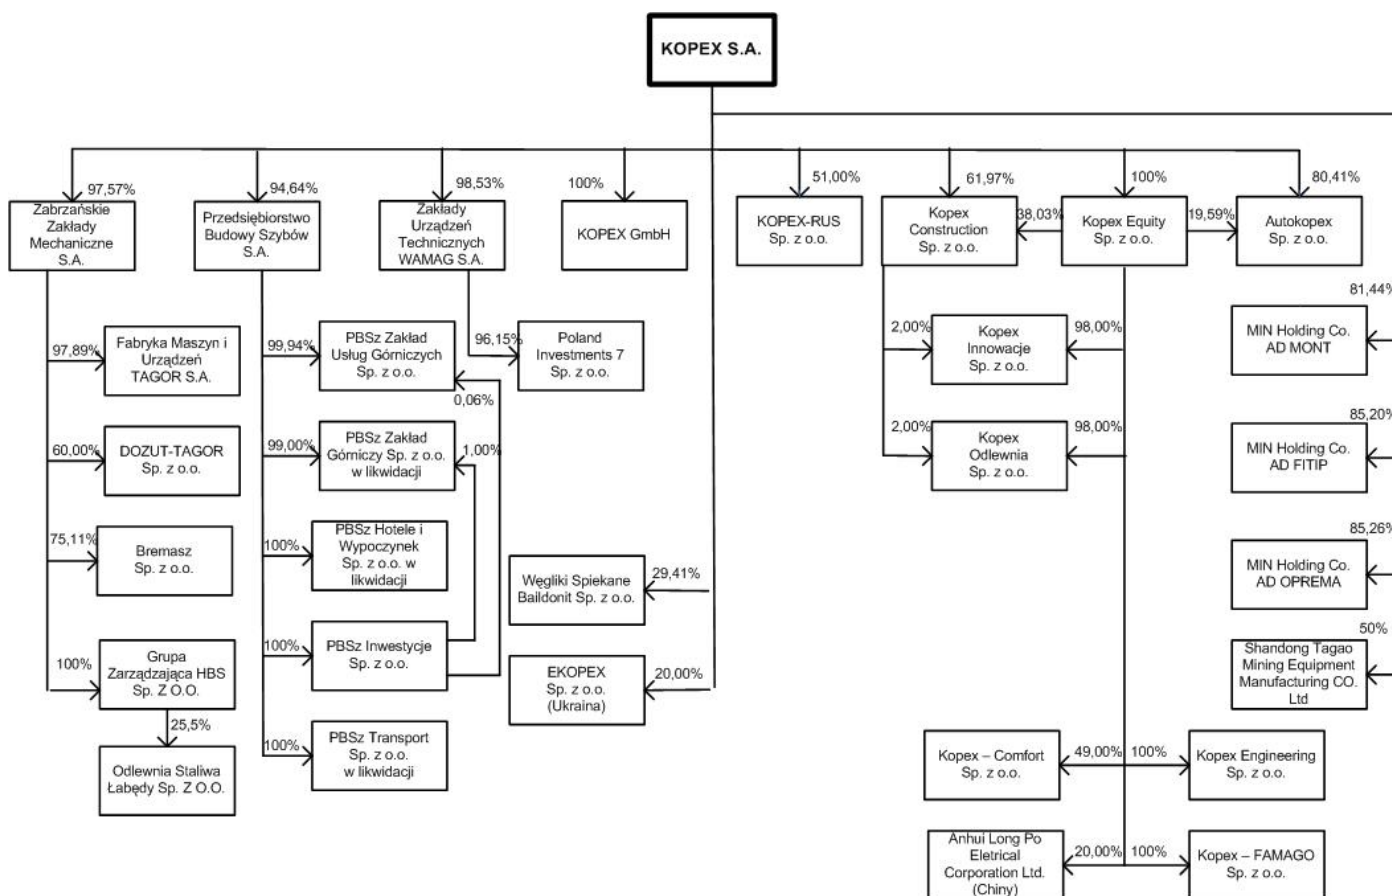 KOPEX S.A.
97,57%
94,64%
98,53%
100%
51,00%
61,97%
100%
80,41%
Zabrzańskie
Zakłady
Mechaniczne
S.A.
Przedsiębiorstwo
Budowy Szybów
S.A.
Zakłady
Urządzeń
Technicznych
WAMAG S.A.
KOPEX GmbH
KOPEX-RUS
Sp. z o.o.
Kopex
Construction
Sp. z o.o.
38,03%
Kopex Equity
Sp. z o.o.
19,59%
Autokopex
Sp. z o.o.
97,89%
Fabryka Maszyn i
Urządzeń
TAGOR S.A.
99,94%
PBSz Zakład
Usług Górniczych
Sp. z o.o.
96,15%
Poland
Investments 7
Sp. z o.o.
0,06%
2,00%
Kopex
Innowacje
Sp. z o.o.
98,00%
81,44%
MIN Holding Co.
AD MONT
60,00%
DOZUT-TAGOR
Sp. z o.o.
99,00%
PBSz Zakład
Górniczy Sp. z o.o.
w likwidacji
1,00%
2,00%
Kopex
Odlewnia
Sp. z o.o.
98,00%
85,20%
MIN Holding Co.
AD FITIP
75,11%
Bremasz
Sp. z o.o.
100%
PBSz Hotele i
Wypoczynek
Sp. z o.o. w
likwidacji
Węgliki Spiekane
Baildonit Sp. z o.o.
29,41%
85,26%
MIN Holding Co.
AD OPREMA
100%
Grupa
Zarządzająca HBS
Sp. Z O.O.
100%
PBSz Inwestycje
Sp. z o.o.
EKOPEX
Sp. z o.o.
(Ukraina)
20,00%
50%
Shandong Tagao
Mining Equipment
Manufacturing CO.
Ltd
25,5%
Odlewnia Staliwa
Łabędy Sp. Z O.O.
100%
PBSz Transport
Sp. z o.o.
w likwidacji
Kopex – Comfort
Sp. z o.o.
49,00%
100%
Kopex Engineering
Sp. z o.o.
Anhui Long Po
Eletrical
Corporation Ltd.
(Chiny)
20,00%
100%
Kopex – FAMAGO
Sp. z o.o.